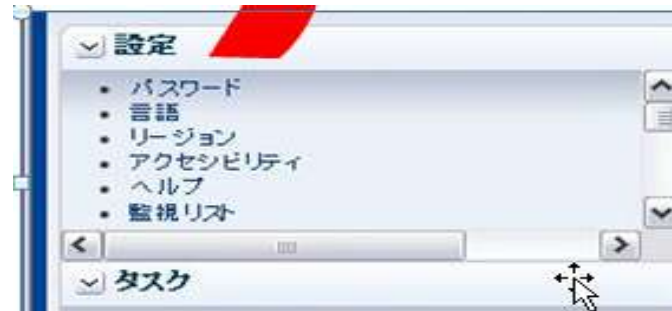 設定
パスワード
言語
リージョン
アクセシビリティ
ヘルプ
監視リスト
タスク